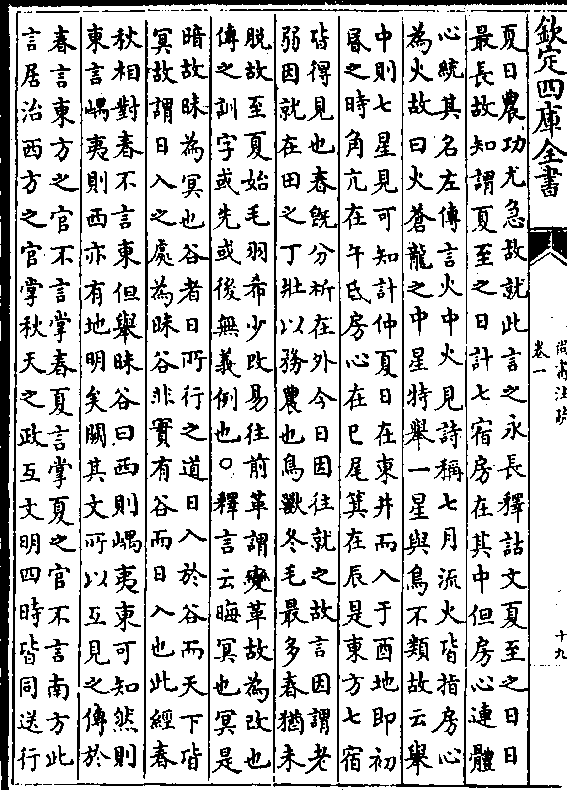 欽定四庫全書
尚書注疏
卷一
十九
夏日農功尤急故就此言之永長釋詁文夏至之日日
最長故知謂夏至之日計七宿房在其中但房心連體
心統其名左傳言火中火見詩稱七月流火皆指房心
為火故曰火蒼龍之中星特舉一星與鳥不類故云舉
中則七星見可知計仲夏日在東井而入于酉地即初
昏之時角亢在午氐房心在巳尾箕在辰是東方七宿
皆得見也春既分析在外今日因往就之故言因謂老
弱因就在田之丁壯以務農也鳥獸冬毛最多春猶未
脫故至夏始毛羽希少改易往前革謂變革故為改也
傳之訓字或先或後無義例也○釋言云晦冥也冥是
暗故昧為冥也谷者日所行之道日入於谷而天下皆
冥故謂日入之處為昧谷非實有谷而日入也此經春
秋相對春不言東但舉昧谷曰西則嵎夷東可知然則
東言嵎夷則西亦有地明矣闕其文所以互見之傳於
春言東方之官不言掌春夏言掌夏之官不言南方此
言居治西方之官掌秋天之政互文明四時皆同送行